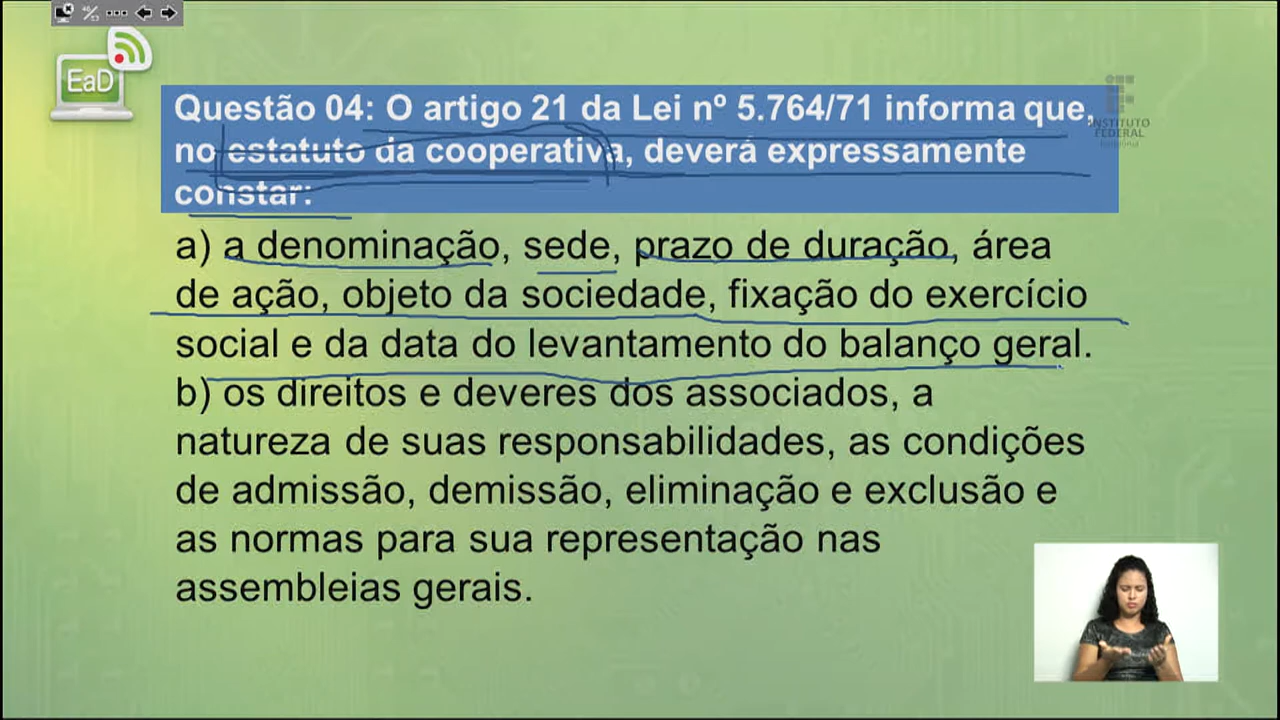 EaD
Questão 04: O artigo 21 da Lei nº 5.764/71 informa que,
no estatuto da cooperativa, deverá expressamente
constar:
INSTITUTO
FEDERAL
a) a denominação, sede, prazo de duração, área
de ação, objeto da sociedade, fixação do exercício
social e da data do levantamento do balanço geral.
b) os direitos e deveres dos associados, a
natureza de suas responsabilidades, as condições
de admissão, demissão, eliminação e exclusão e
as normas para sua representação nas
assembleias gerais.